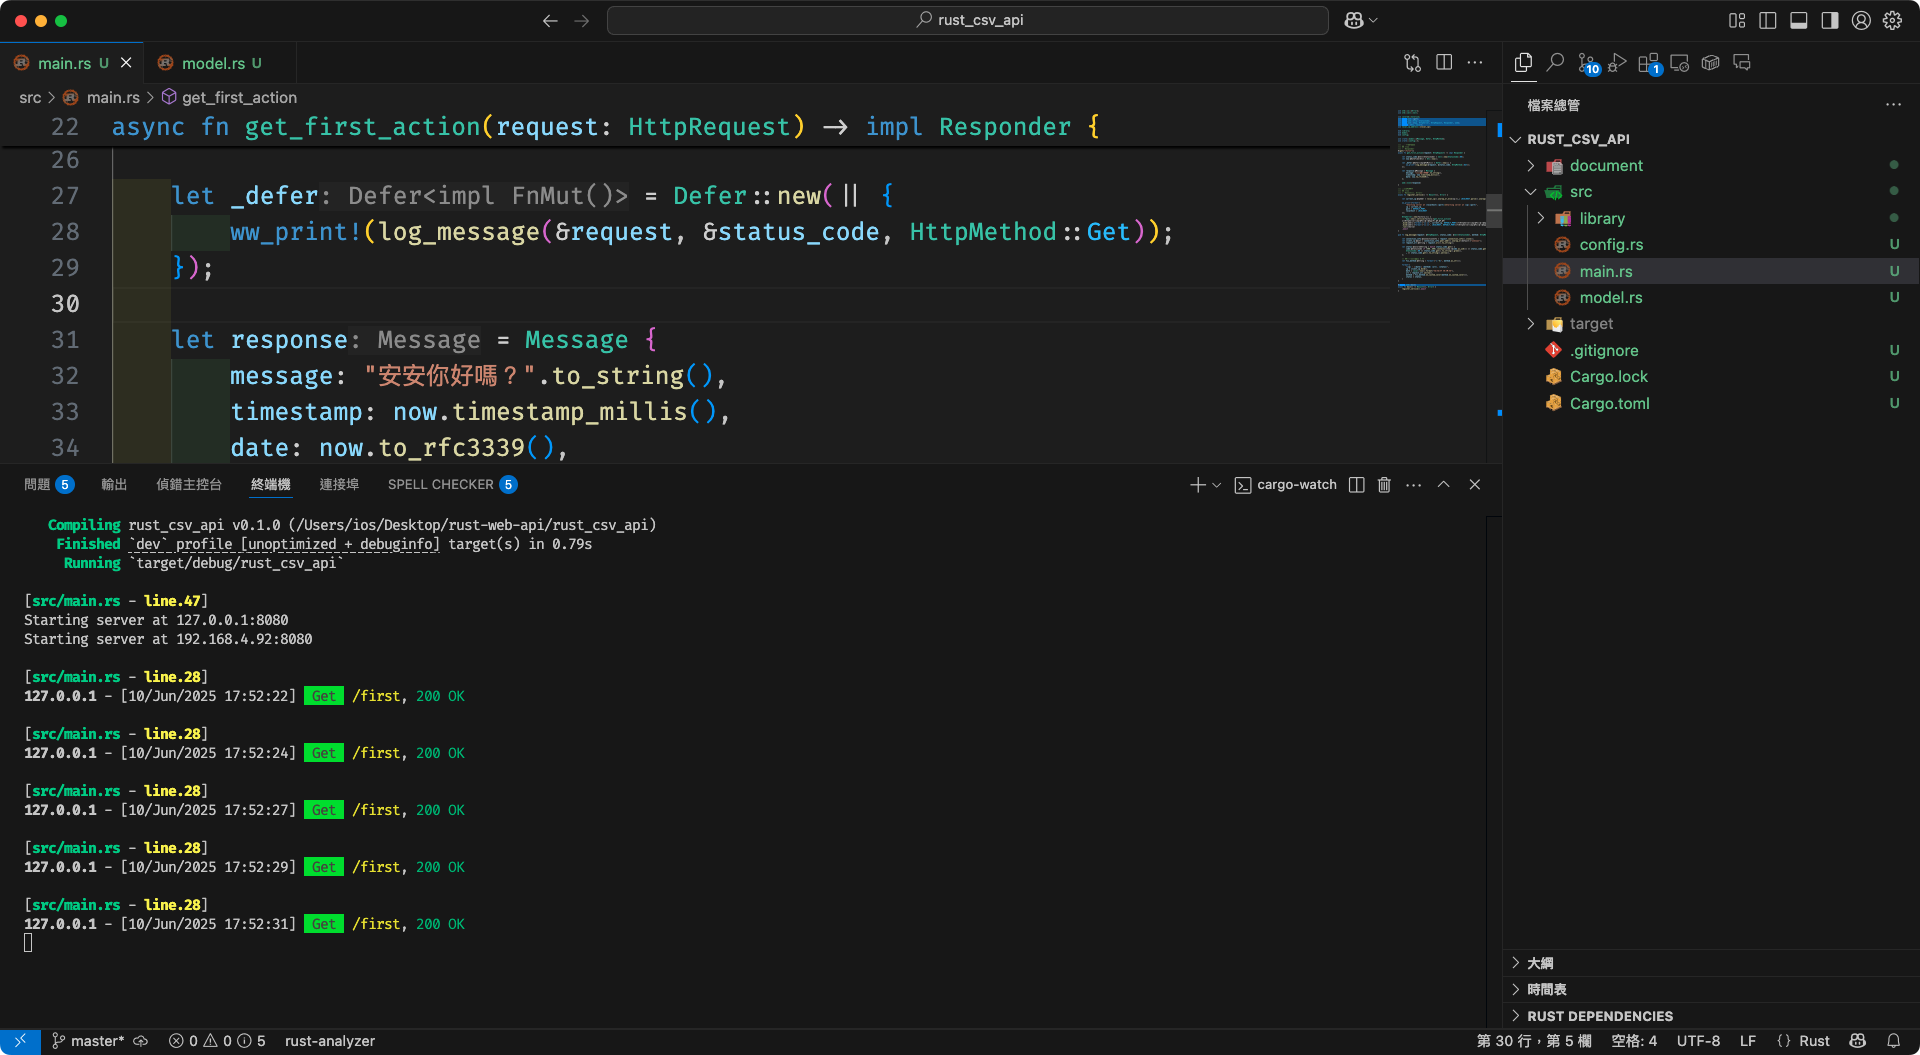 rust_csv_api
main.rs U
model.rs U
src > main.rs > get_first_action
22 async fn get_first_action(request: HttpRequest) -> impl Responder {
26
27 let _defer: Defer<impl FnMut()> = Defer::new(|| {
28 ww_print!(log_message(&request, &status_code, HttpMethod::Get));
29 });
30
31 let response: Message = Message {
32 message: "安安你好嗎？".to_string(),
33 timestamp: now.timestamp_millis(),
34 date: now.to_rfc3339(),
問題 5 輸出 偵錯主控台 終端機 連接埠 SPELL CHECKER 5
cargo-watch
Compiling rust_csv_api v0.1.0 (/Users/ios/Desktop/rust-web-api/rust_csv_api)
Finished `dev` profile [unoptimized + debuginfo] target(s) in 0.79s
Running `target/debug/rust_csv_api`
[src/main.rs - line.47]
Starting server at 127.0.0.1:8080
Starting server at 192.168.4.92:8080
[src/main.rs - line.28]
127.0.0.1 - [10/Jun/2025 17:52:22] Get /first, 200 OK
[src/main.rs - line.28]
127.0.0.1 - [10/Jun/2025 17:52:24] Get /first, 200 OK
[src/main.rs - line.28]
127.0.0.1 - [10/Jun/2025 17:52:27] Get /first, 200 OK
[src/main.rs - line.28]
127.0.0.1 - [10/Jun/2025 17:52:29] Get /first, 200 OK
[src/main.rs - line.28]
127.0.0.1 - [10/Jun/2025 17:52:31] Get /first, 200 OK
10
1
檔案總管
RUST_CSV_API
document
src
library
config.rs U
main.rs U
model.rs U
target
.gitignore U
Cargo.lock U
Cargo.toml U
大綱
時間表
RUST DEPENDENCIES
master* 0 0 5 rust-analyzer
第 30 行，第 5 欄 空格: 4 UTF-8 LF {} Rust